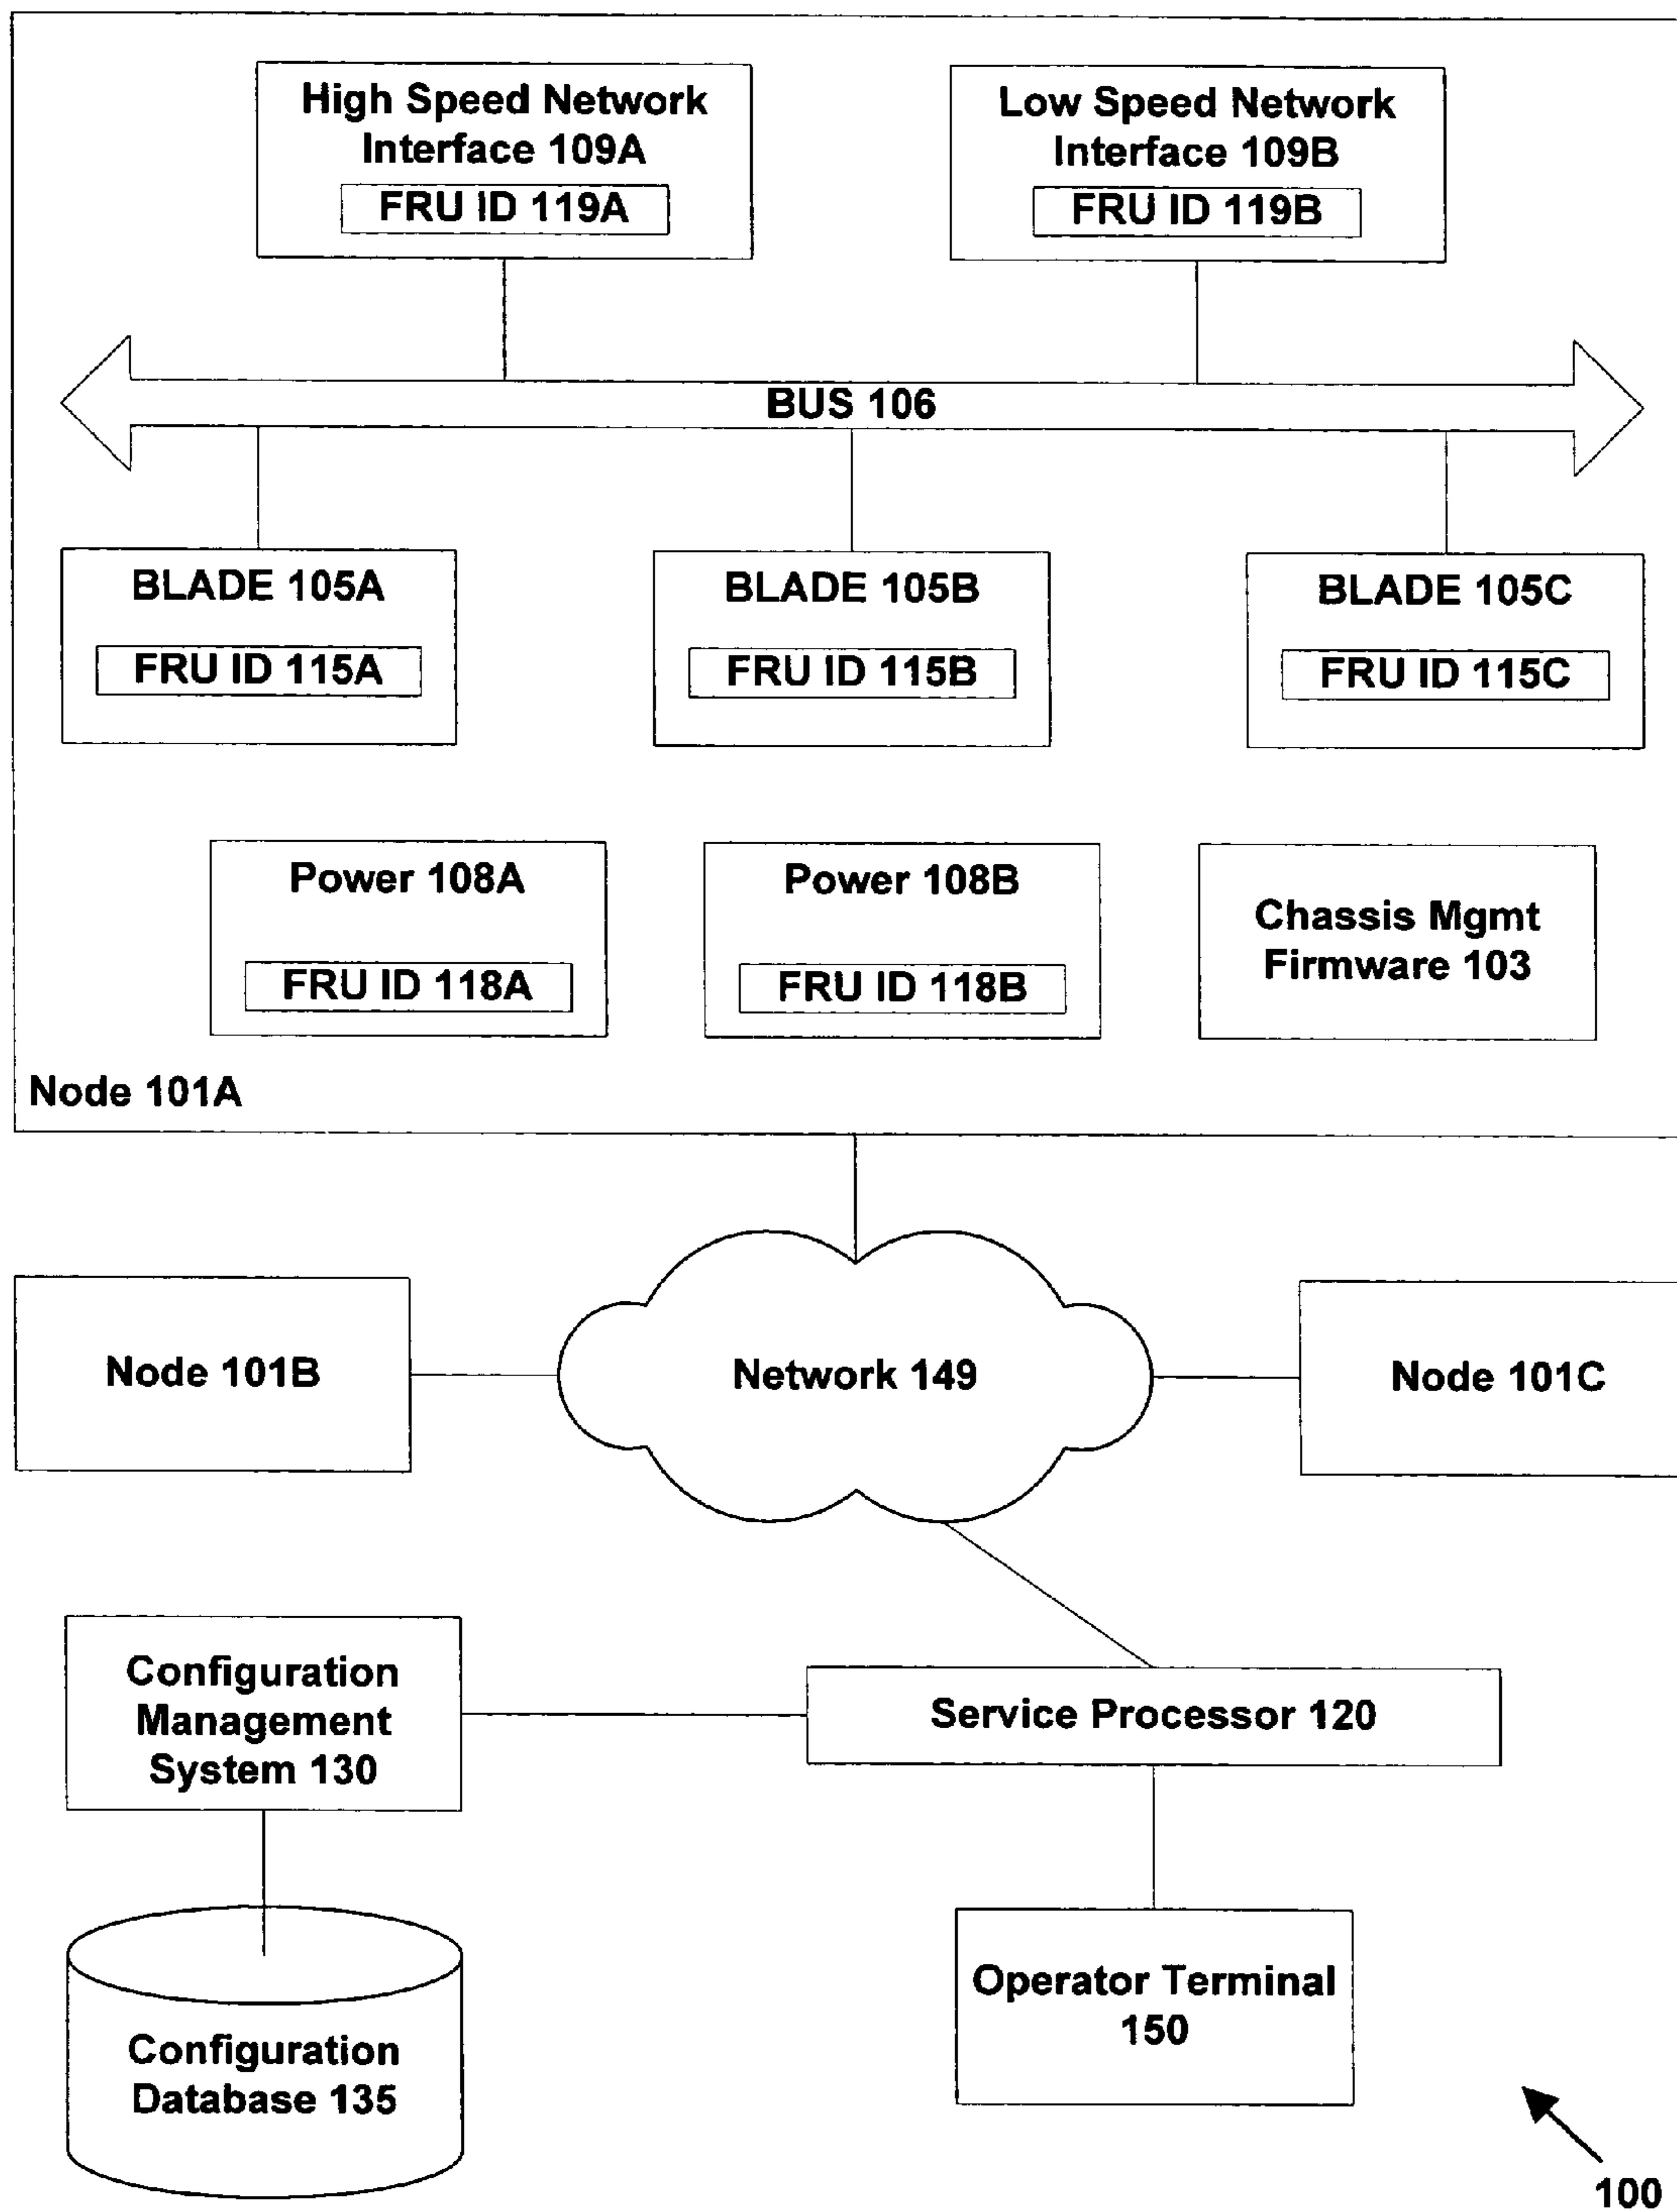 High Speed Network
Interface 109A
FRU ID 119A
Low Speed Network
Interface 109B
FRU ID 119B
BUS 106
BLADE 105A
FRU ID 115A
BLADE 105B
FRU ID 115B
BLADE 105C
FRU ID 115C
Power 108A
FRU ID 118A
Power 108B
FRU ID 118B
Chassis Mgmt
Firmware 103
Node 101A
Node 101B
Network 149
Node 101C
Configuration
Management
System 130
Service Processor 120
Configuration
Database 135
Operator Terminal
150
100